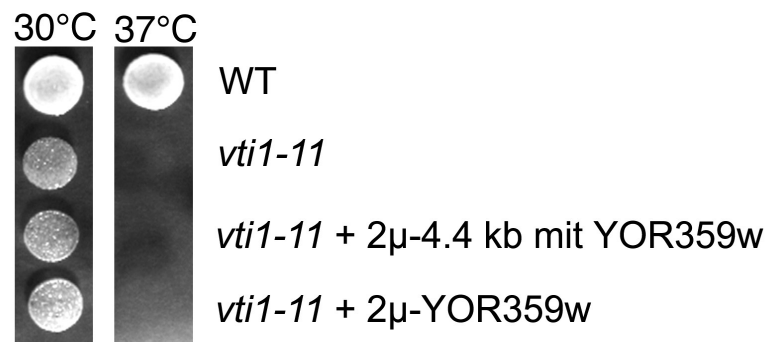 30°C 37°C
WT
vti1-11
vti1-11 + 2µ-4.4 kb mit YOR359w
vti1-11 + 2µ-YOR359w